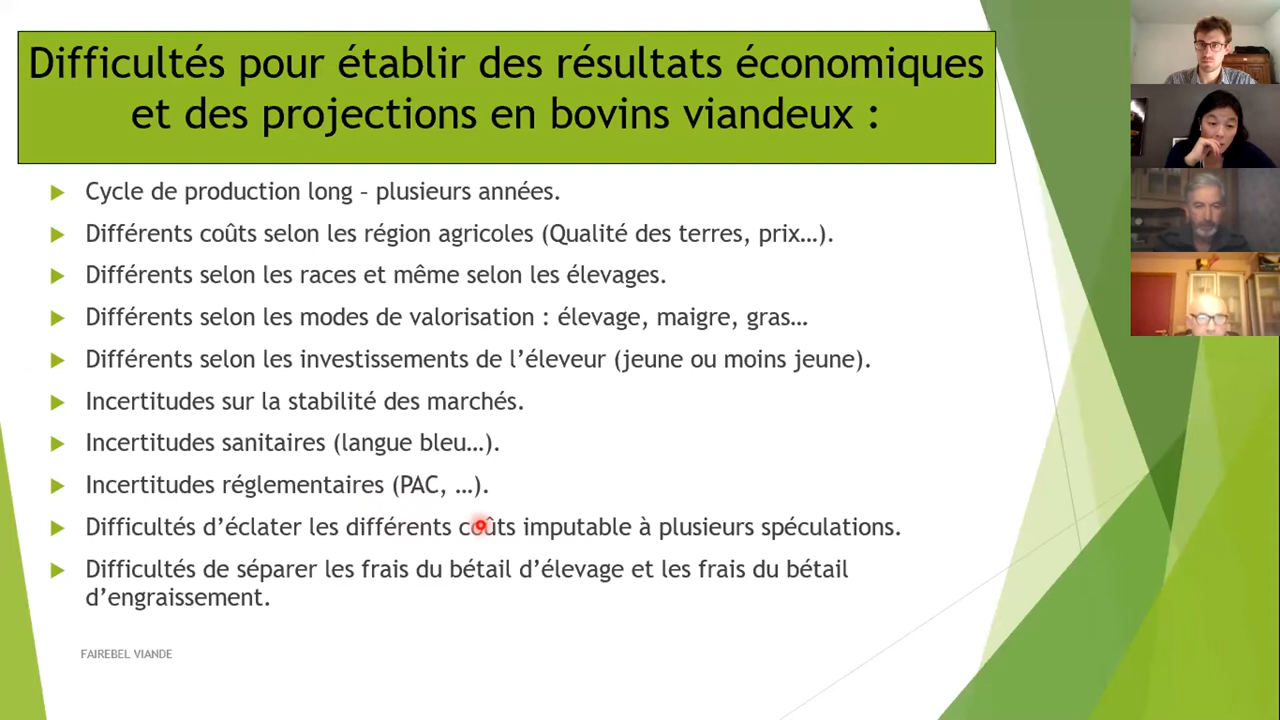 Difficultés pour établir des résultats économiques
et des projections en bovins viandeux :
Cycle de production long – plusieurs années.
Différents coûts selon les région agricoles (Qualité des terres, prix…).
Différents selon les races et même selon les élevages.
Différents selon les modes de valorisation : élevage, maigre, gras…
Différents selon les investissements de l’éleveur (jeune ou moins jeune).
Incertitudes sur la stabilité des marchés.
Incertitudes sanitaires (langue bleu…).
Incertitudes réglementaires (PAC, …).
Difficultés d’éclater les différents coûts imputable à plusieurs spéculations.
Difficultés de séparer les frais du bétail d’élevage et les frais du bétail
d’engraissement.
FAIREBEL VIANDE